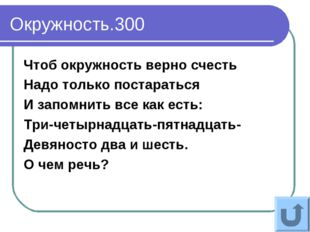 Окружность.300
Чтоб окружность верно счесть
Надо только постараться
И запомнить все как есть:
Три-четырнадцать-пятнадцать-
Девяносто два и шесть.
О чем речь?